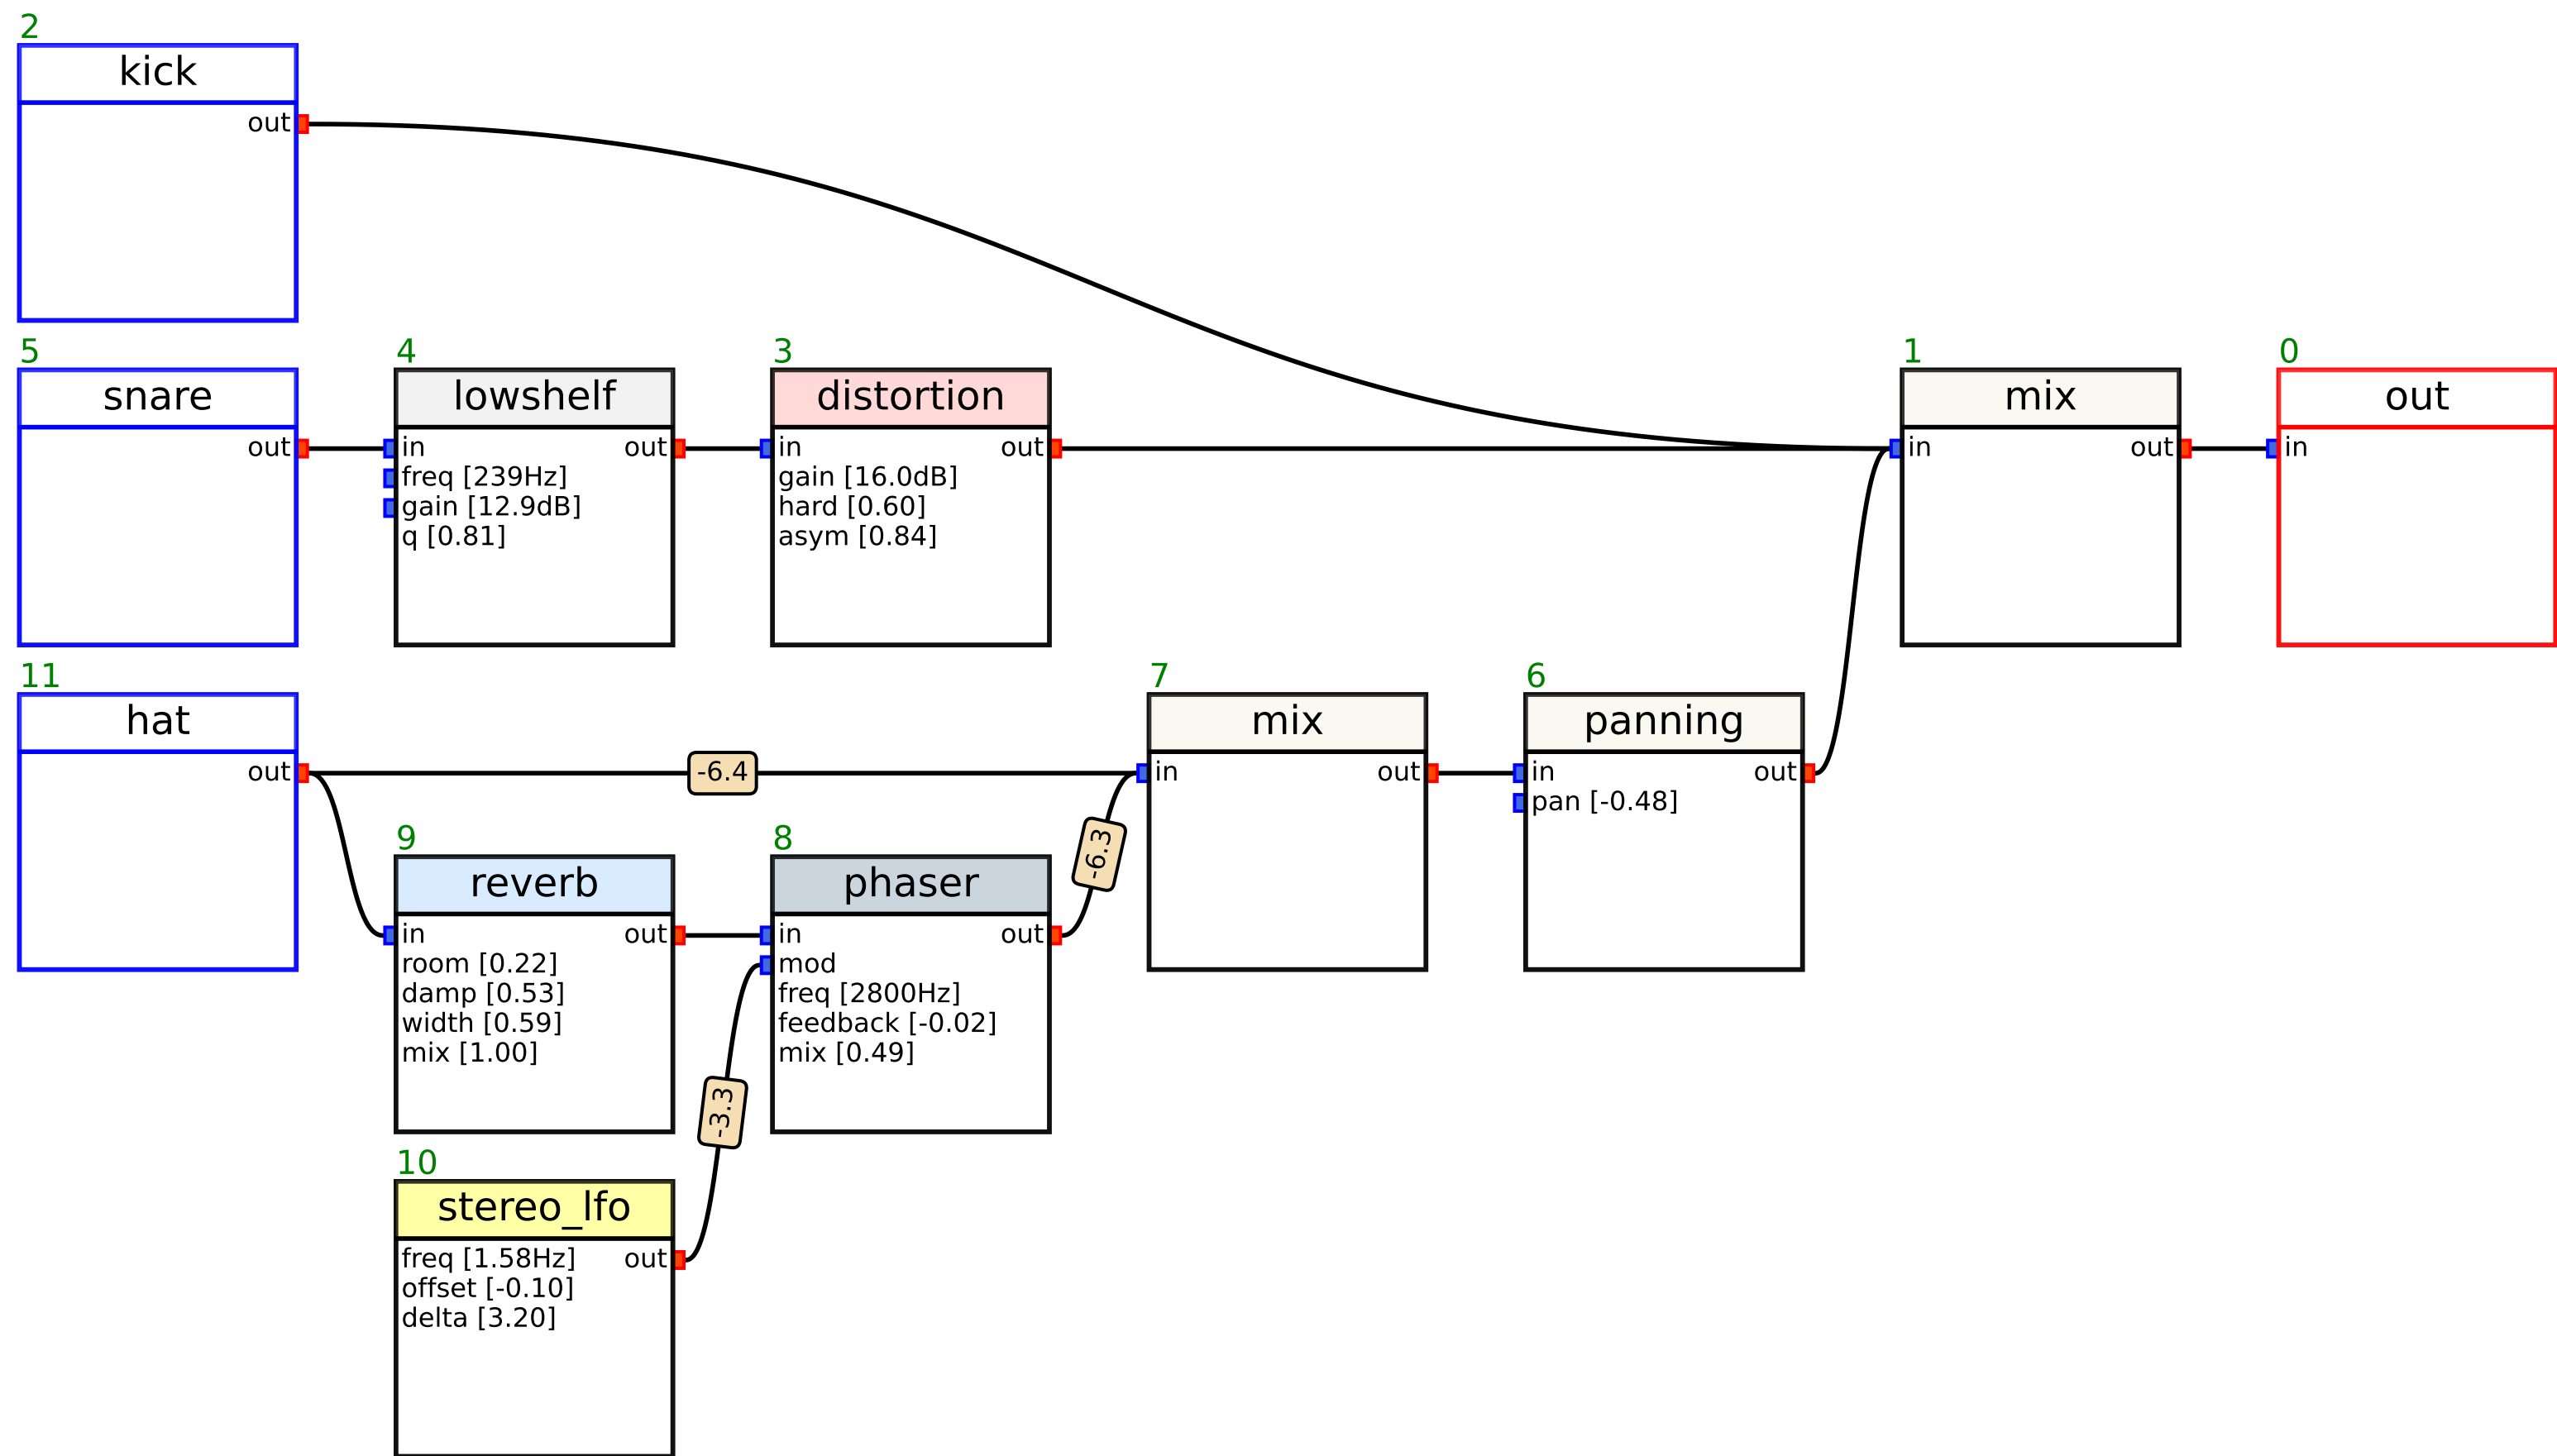 2
kick
out
5
snare
out
4
lowshelf
in out
freq [239Hz]
gain [12.9dB]
q [0.81]
3
distortion
in out
gain [16.0dB]
hard [0.60]
asym [0.84]
1
mix
in out
0
out
in
11
hat
out
-6.4
7
mix
in out
6
panning
in out
pan [-0.48]
9
reverb
in out
room [0.22]
damp [0.53]
width [0.59]
mix [1.00]
8
phaser
in out
mod
freq [2800Hz]
feedback [-0.02]
mix [0.49]
-6.3
-3.3
10
stereo_lfo
freq [1.58Hz] out
offset [-0.10]
delta [3.20]